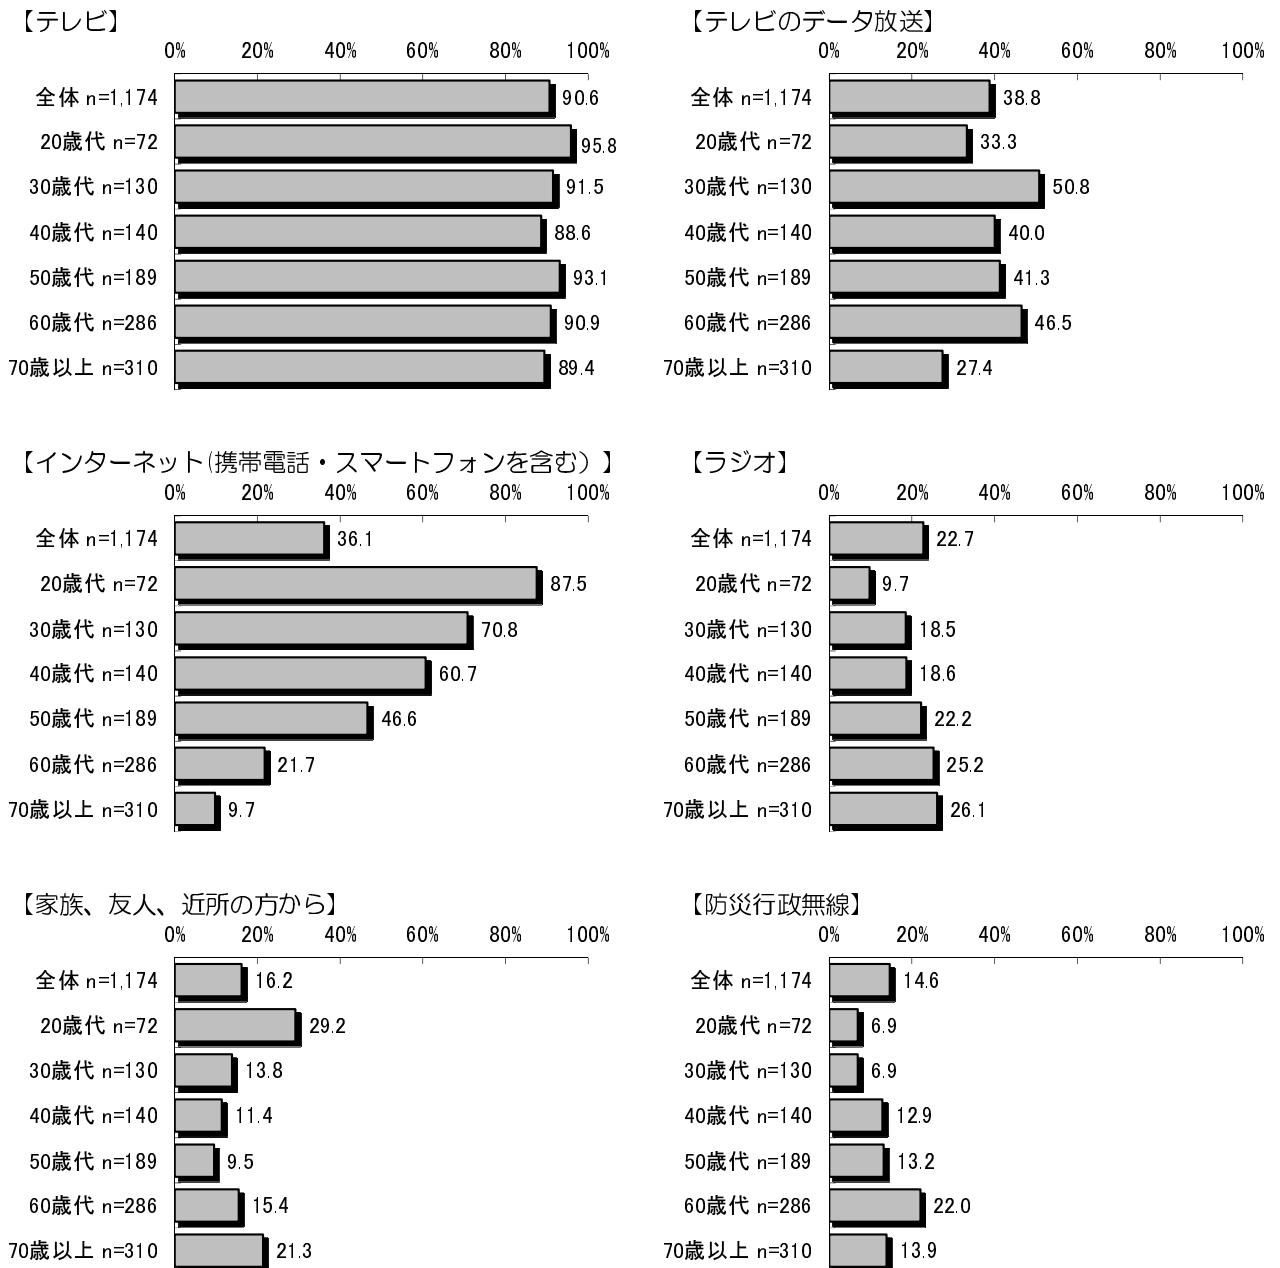 【テレビ】
0% 20% 40% 60% 80% 100%
全体 n=1,174 90.6
20歳代 n=72 95.8
30歳代 n=130 91.5
40歳代 n=140 88.6
50歳代 n=189 93.1
60歳代 n=286 90.9
70歳以上 n=310 89.4
【テレビのデータ放送】
0% 20% 40% 60% 80% 100%
全体 n=1,174 38.8
20歳代 n=72 33.3
30歳代 n=130 50.8
40歳代 n=140 40.0
50歳代 n=189 41.3
60歳代 n=286 46.5
70歳以上 n=310 27.4
【インターネット(携帯電話・スマートフォンを含む）】
0% 20% 40% 60% 80% 100%
全体 n=1,174 36.1
20歳代 n=72 87.5
30歳代 n=130 70.8
40歳代 n=140 60.7
50歳代 n=189 46.6
60歳代 n=286 21.7
70歳以上 n=310 9.7
【ラジオ】
0% 20% 40% 60% 80% 100%
全体 n=1,174 22.7
20歳代 n=72 9.7
30歳代 n=130 18.5
40歳代 n=140 18.6
50歳代 n=189 22.2
60歳代 n=286 25.2
70歳以上 n=310 26.1
【家族、友人、近所の方から】
0% 20% 40% 60% 80% 100%
全体 n=1,174 16.2
20歳代 n=72 29.2
30歳代 n=130 13.8
40歳代 n=140 11.4
50歳代 n=189 9.5
60歳代 n=286 15.4
70歳以上 n=310 21.3
【防災行政無線】
0% 20% 40% 60% 80% 100%
全体 n=1,174 14.6
20歳代 n=72 6.9
30歳代 n=130 6.9
40歳代 n=140 12.9
50歳代 n=189 13.2
60歳代 n=286 22.0
70歳以上 n=310 13.9